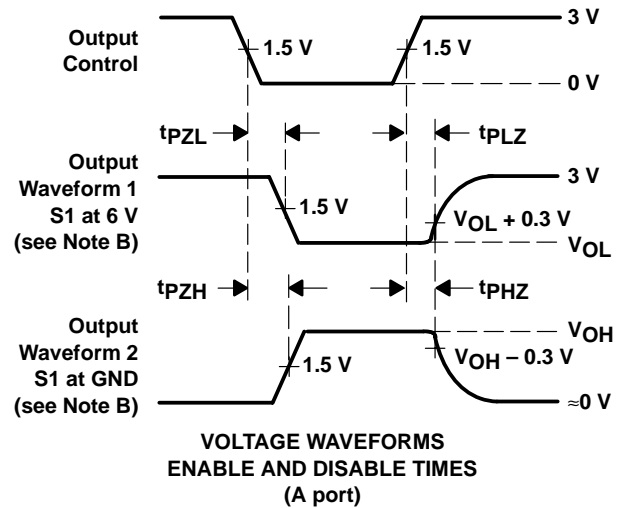 3 V
Output
Control
1.5 V
1.5 V
0 V
tPZL
tPLZ
Output
Waveform 1
S1 at 6 V
(see Note B)
3 V
1.5 V
VOL + 0.3 V
VOL
tPZH
tPHZ
Output
Waveform 2
S1 at GND
(see Note B)
VOH
1.5 V
VOH – 0.3 V
≈0 V
VOLTAGE WAVEFORMS
ENABLE AND DISABLE TIMES
(A port)